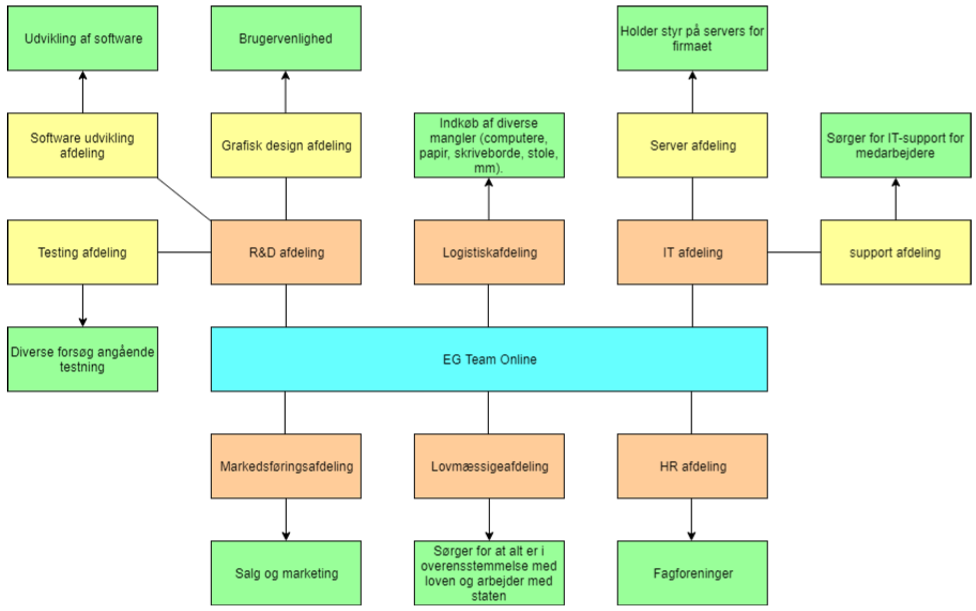 Udvikling af software
Brugervenlighed
Holder styr på servers for
firmaet
Software udvikling
afdeling
Grafisk design afdeling
Indkøb af diverse
mangler (computere,
papir, skriveborde, stole,
mm).
Server afdeling
Sørger for IT-support for
medarbejdere
Testing afdeling
R&D afdeling
Logistiskafdeling
IT afdeling
support afdeling
Diverse forsøg angående
testning
EG Team Online
Markedsføringsafdeling
Lovmæssigeafdeling
HR afdeling
Salg og marketing
Sørger for at alt er i
overensstemmelse med
loven og arbejder med
staten
Fagforeninger